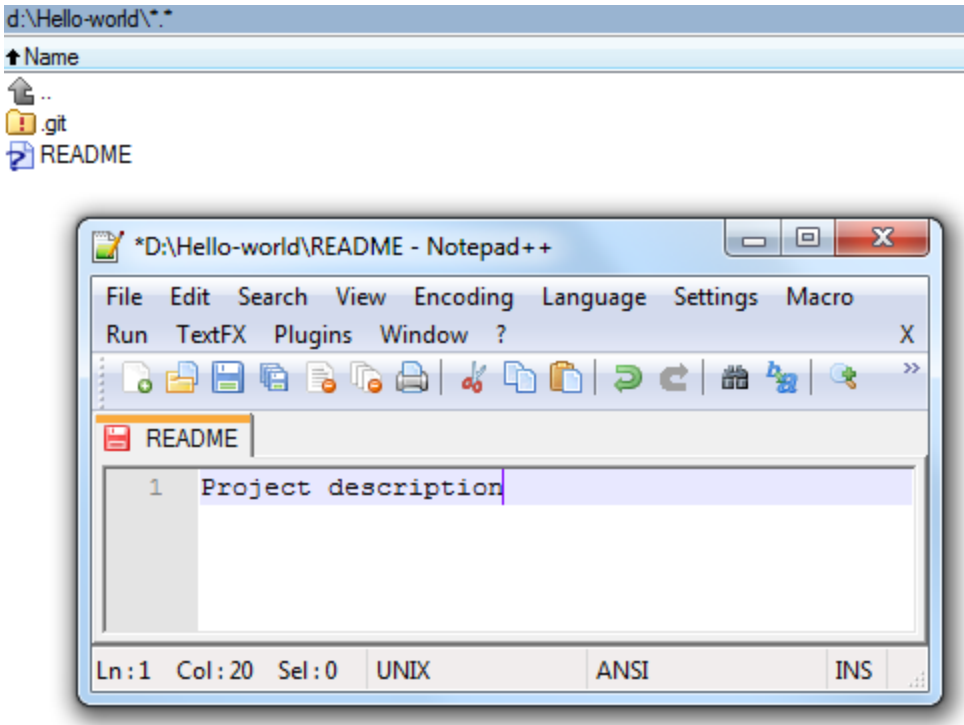 d:\Hello-world\*.*
Name
..
.git
README
*D:\Hello-world\README - Notepad++
File Edit Search View Encoding Language Settings Macro
Run TextFX Plugins Window ? X
README
1 Project description
Ln : 1 Col : 20 Sel : 0 UNIX ANSI INS